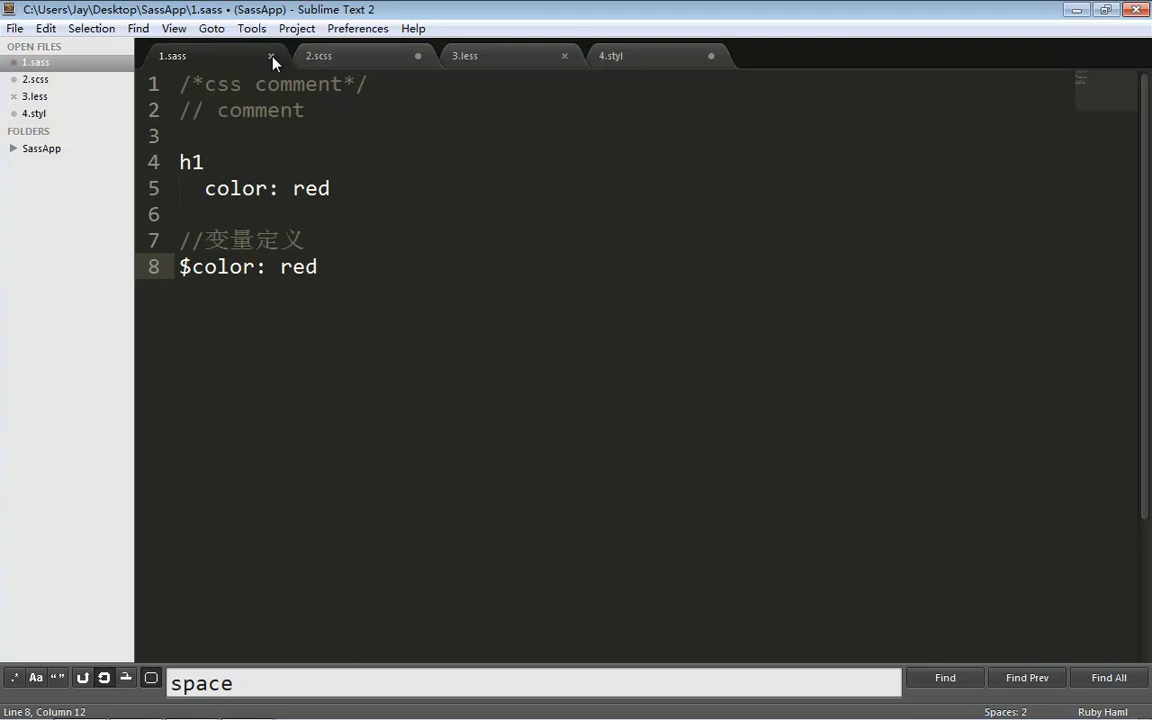 C:\Users\Jay\Desktop\SassApp\1.sass • (SassApp) - Sublime Text 2
File Edit Selection Find View Goto Tools Project Preferences Help
OPEN FILES
1.sass
2.scss
3.less
4.styl
FOLDERS
SassApp
1.sass 2.scss 3.less 4.styl
1 /*css comment*/
2 // comment
3
4 h1
5 color: red
6
7 //变量定义
8 $color: red
.* Aa “” space Find Find Prev Find All
Line 8, Column 12 Spaces: 2 Ruby Haml